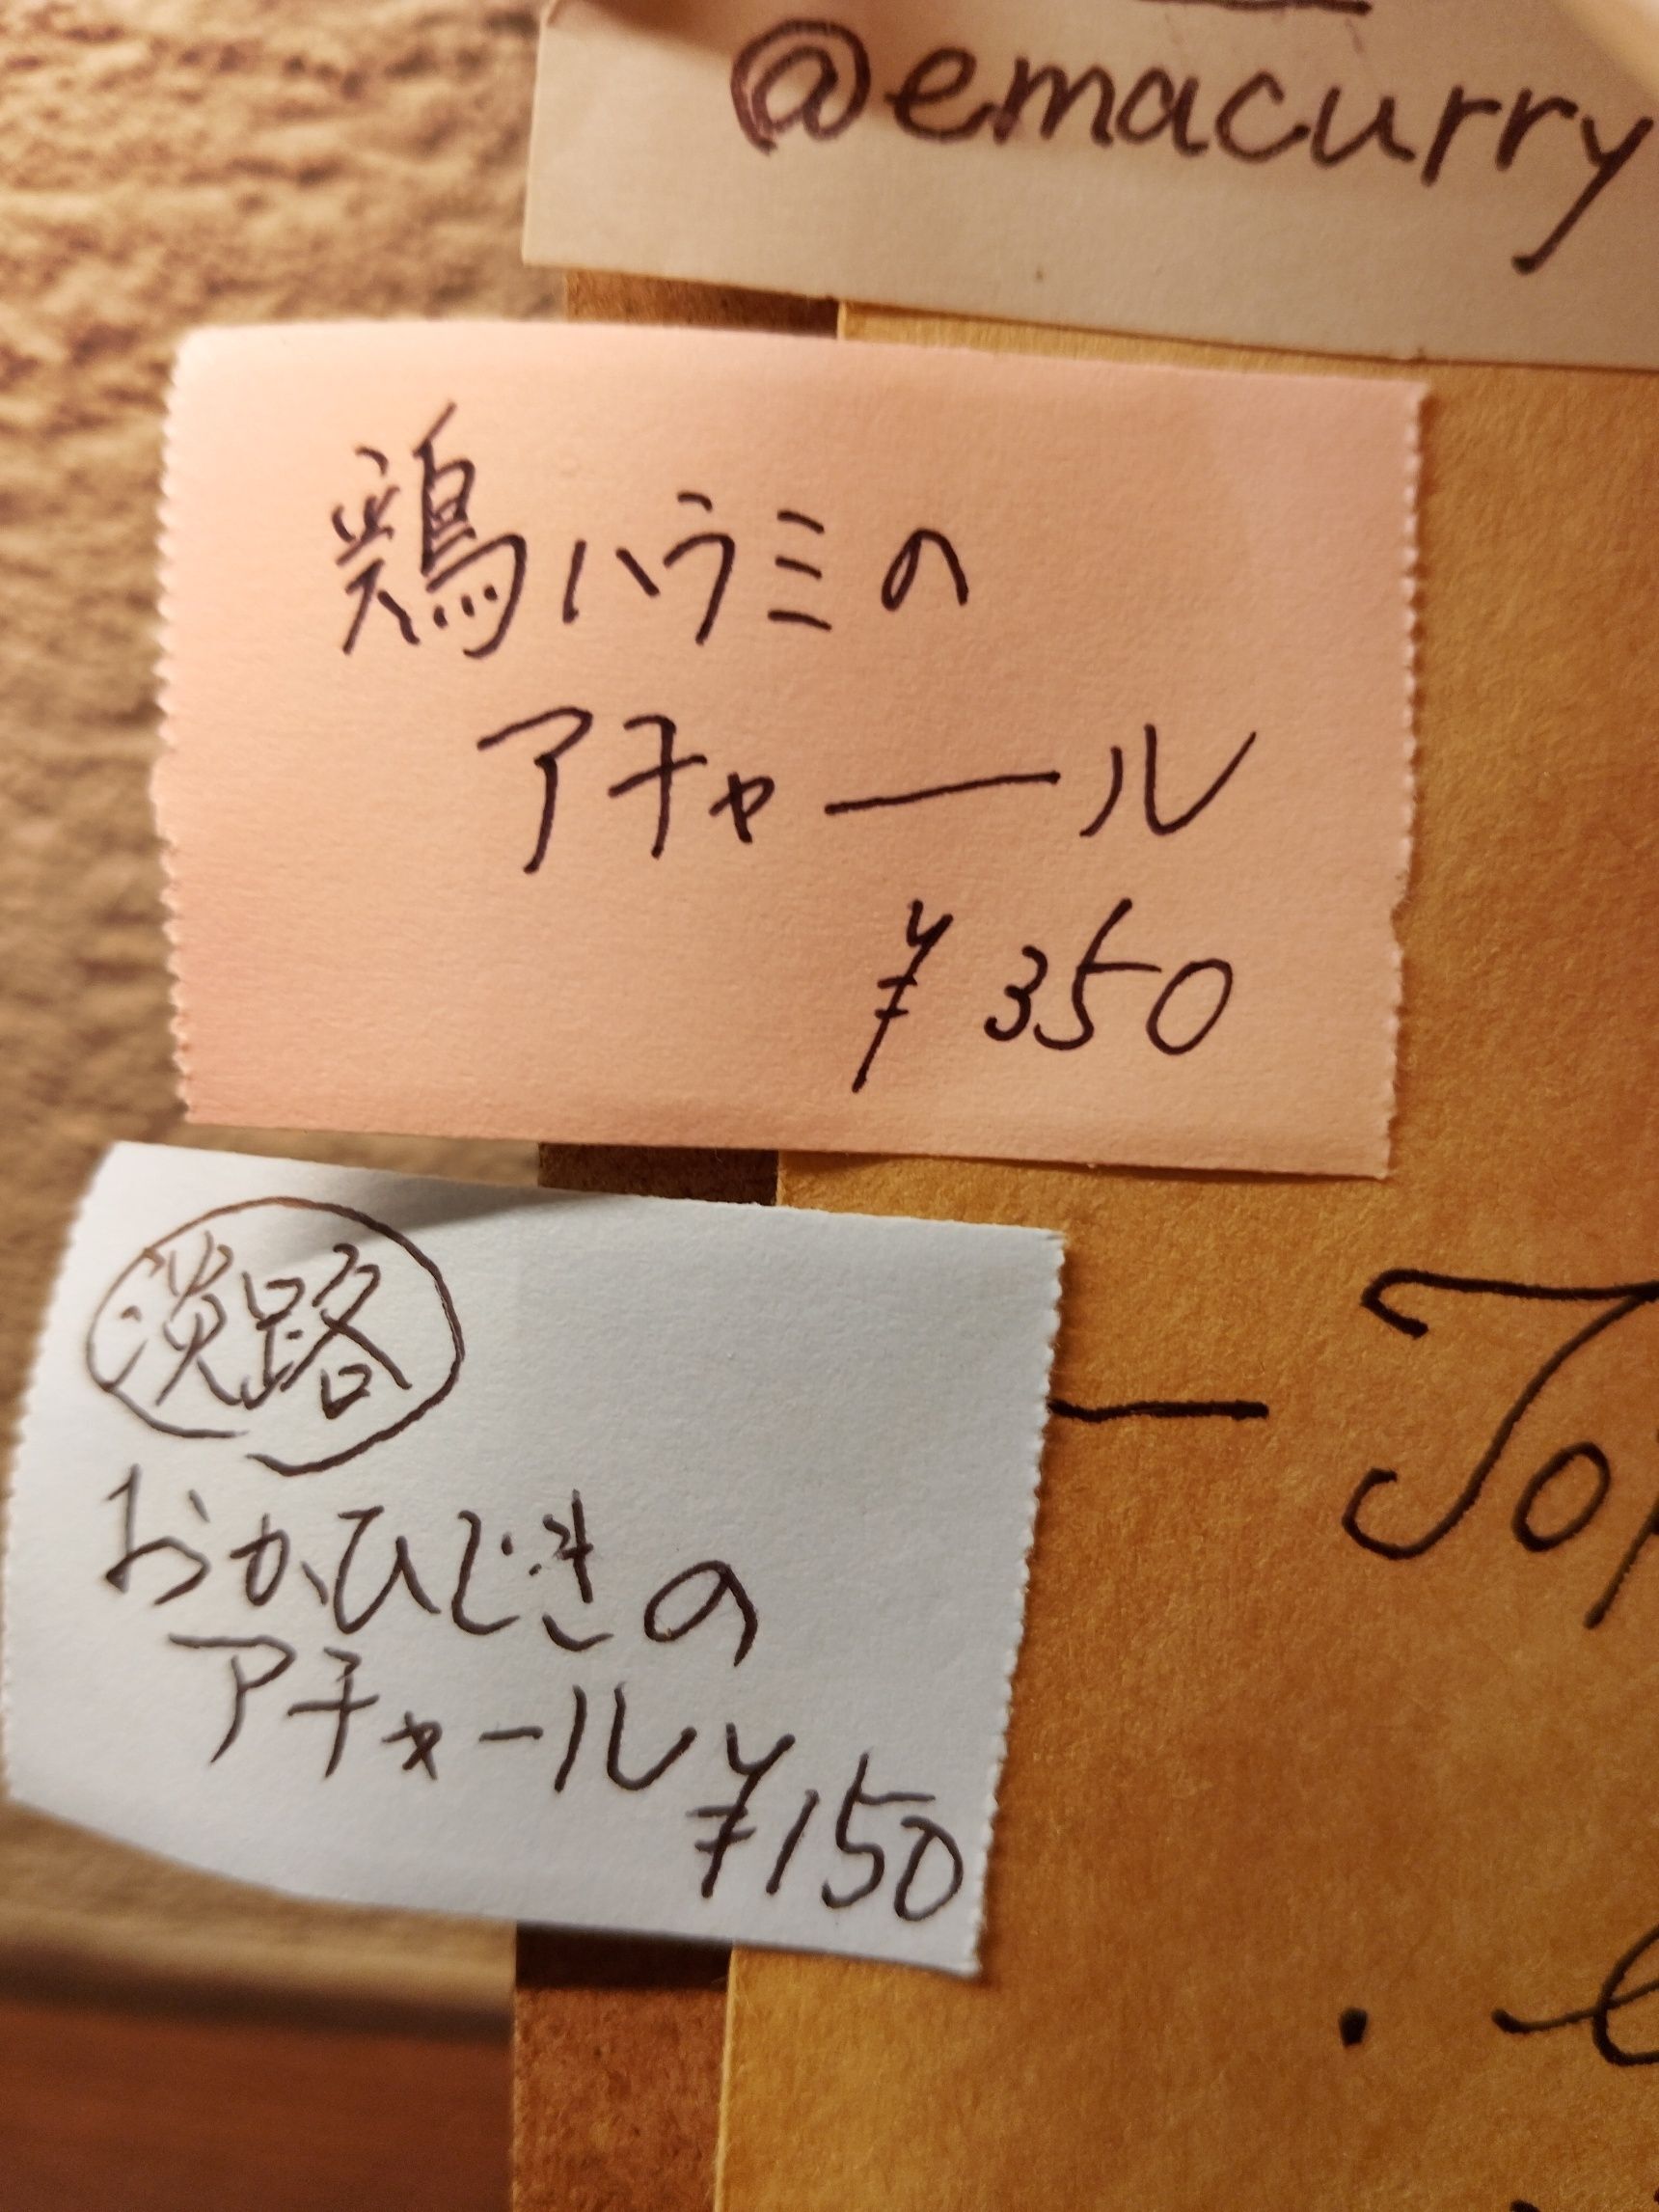 @emacurry
鶏ハラミの
アチャール
¥350
淡路
おかひじきの
アチャール ¥150